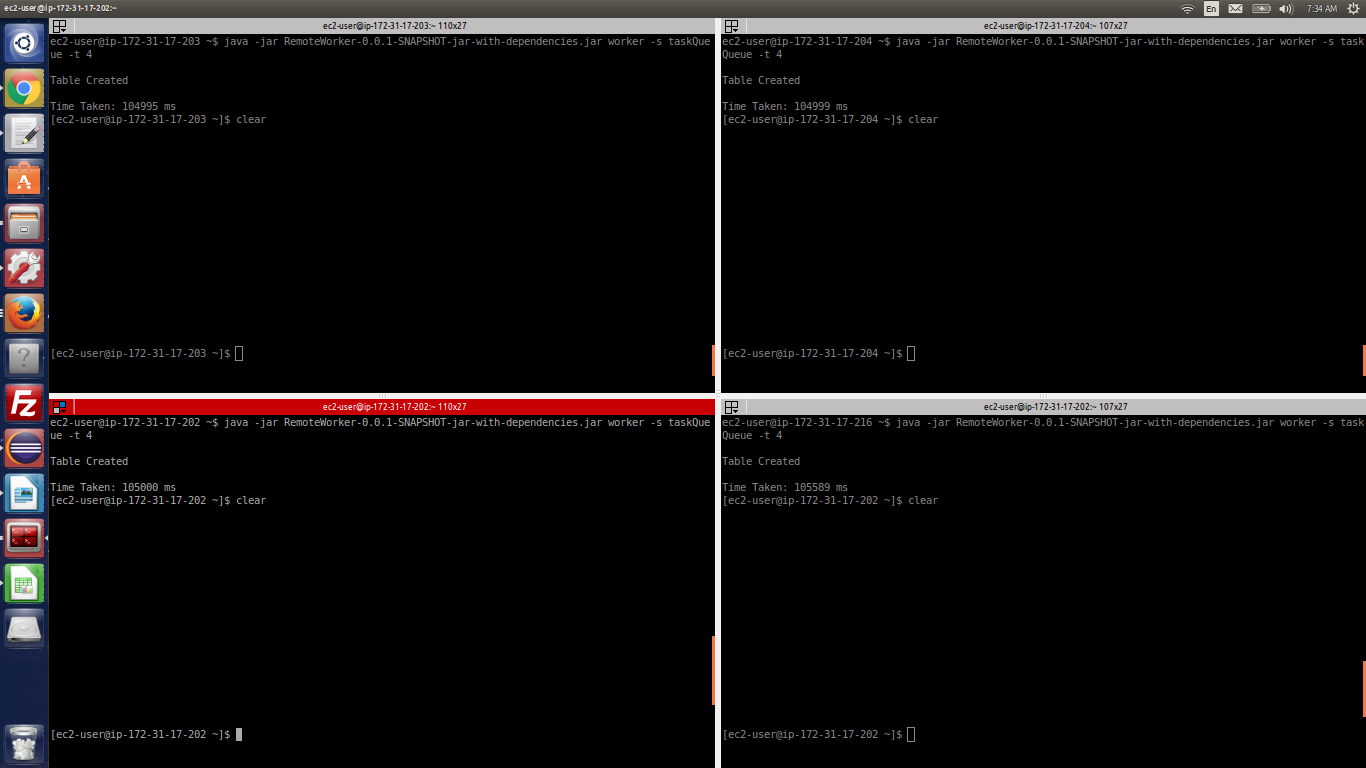 ec2-user@ip-172-31-17-202:~
En
7:34 AM
ec2-user@ip-172-31-17-203:~ 110x27
ec2-user@ip-172-31-17-203 ~$ java -jar RemoteWorker-0.0.1-SNAPSHOT-jar-with-dependencies.jar worker -s taskQue
ue -t 4
Table Created
Time Taken: 104995 ms
[ec2-user@ip-172-31-17-203 ~]$ clear
[ec2-user@ip-172-31-17-203 ~]$
ec2-user@ip-172-31-17-204:~ 107x27
ec2-user@ip-172-31-17-204 ~$ java -jar RemoteWorker-0.0.1-SNAPSHOT-jar-with-dependencies.jar worker -s task
Queue -t 4
Table Created
Time Taken: 104999 ms
[ec2-user@ip-172-31-17-204 ~]$ clear
[ec2-user@ip-172-31-17-204 ~]$
ec2-user@ip-172-31-17-202:~ 110x27
ec2-user@ip-172-31-17-202 ~$ java -jar RemoteWorker-0.0.1-SNAPSHOT-jar-with-dependencies.jar worker -s taskQue
ue -t 4
Table Created
Time Taken: 105000 ms
[ec2-user@ip-172-31-17-202 ~]$ clear
[ec2-user@ip-172-31-17-202 ~]$
ec2-user@ip-172-31-17-202:~ 107x27
ec2-user@ip-172-31-17-216 ~$ java -jar RemoteWorker-0.0.1-SNAPSHOT-jar-with-dependencies.jar worker -s task
Queue -t 4
Table Created
Time Taken: 105589 ms
[ec2-user@ip-172-31-17-202 ~]$ clear
[ec2-user@ip-172-31-17-202 ~]$
A
?
Fz